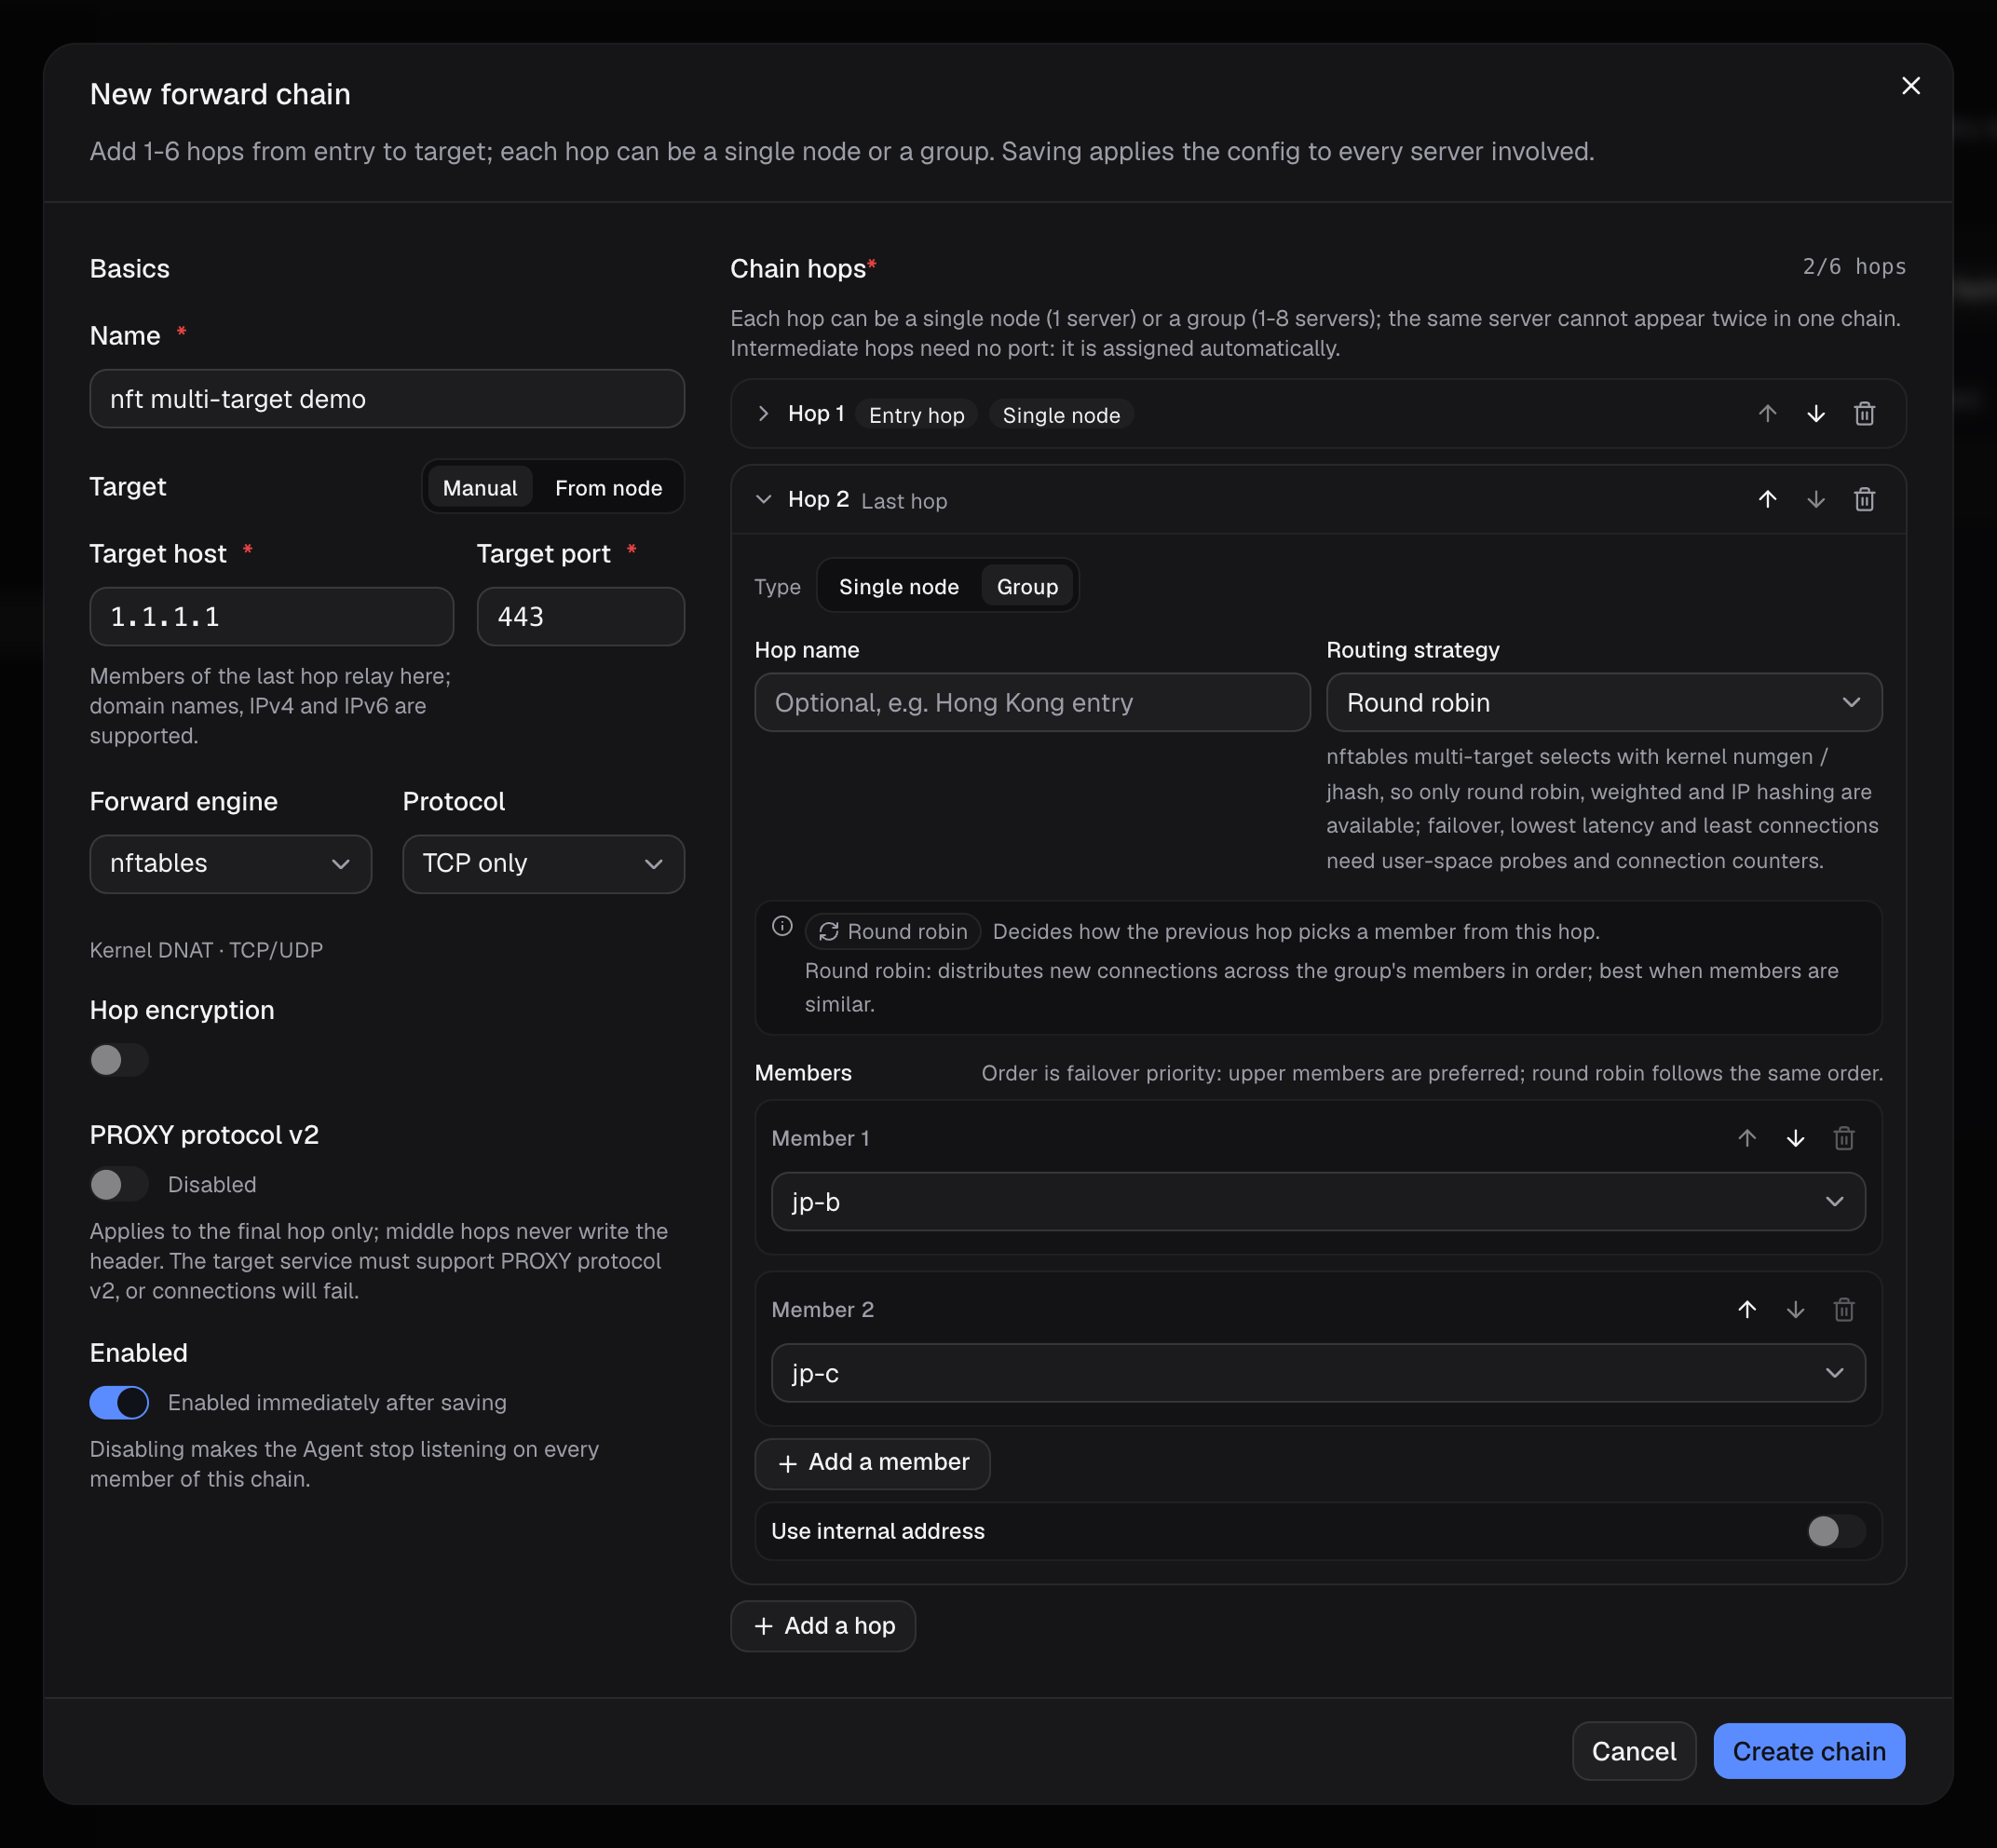 New forward chain
Add 1-6 hops from entry to target; each hop can be a single node or a group. Saving applies the config to every server involved.
Basics
Name *
nft multi-target demo
Target
Manual
From node
Target host *
Target port *
1.1.1.1
443
Members of the last hop relay here;
domain names, IPv4 and IPv6 are
supported.
Forward engine
Protocol
nftables
TCP only
Kernel DNAT · TCP/UDP
Hop encryption
PROXY protocol v2
Disabled
Applies to the final hop only; middle hops never write the
header. The target service must support PROXY protocol
v2, or connections will fail.
Enabled
Enabled immediately after saving
Disabling makes the Agent stop listening on every
member of this chain.
Chain hops*
2/6 hops
Each hop can be a single node (1 server) or a group (1-8 servers); the same server cannot appear twice in one chain.
Intermediate hops need no port: it is assigned automatically.
Hop 1 Entry hop Single node
Hop 2 Last hop
Type Single node Group
Hop name
Routing strategy
Optional, e.g. Hong Kong entry
Round robin
nftables multi-target selects with kernel numgen /
jhash, so only round robin, weighted and IP hashing are
available; failover, lowest latency and least connections
need user-space probes and connection counters.
Round robin Decides how the previous hop picks a member from this hop.
Round robin: distributes new connections across the group's members in order; best when members are
similar.
Members
Order is failover priority: upper members are preferred; round robin follows the same order.
Member 1
jp-b
Member 2
jp-c
+ Add a member
Use internal address
+ Add a hop
Cancel
Create chain